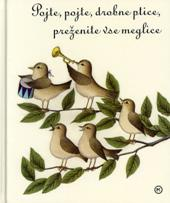 Pojte, pojte, drobne ptice,
preženite vse meglice